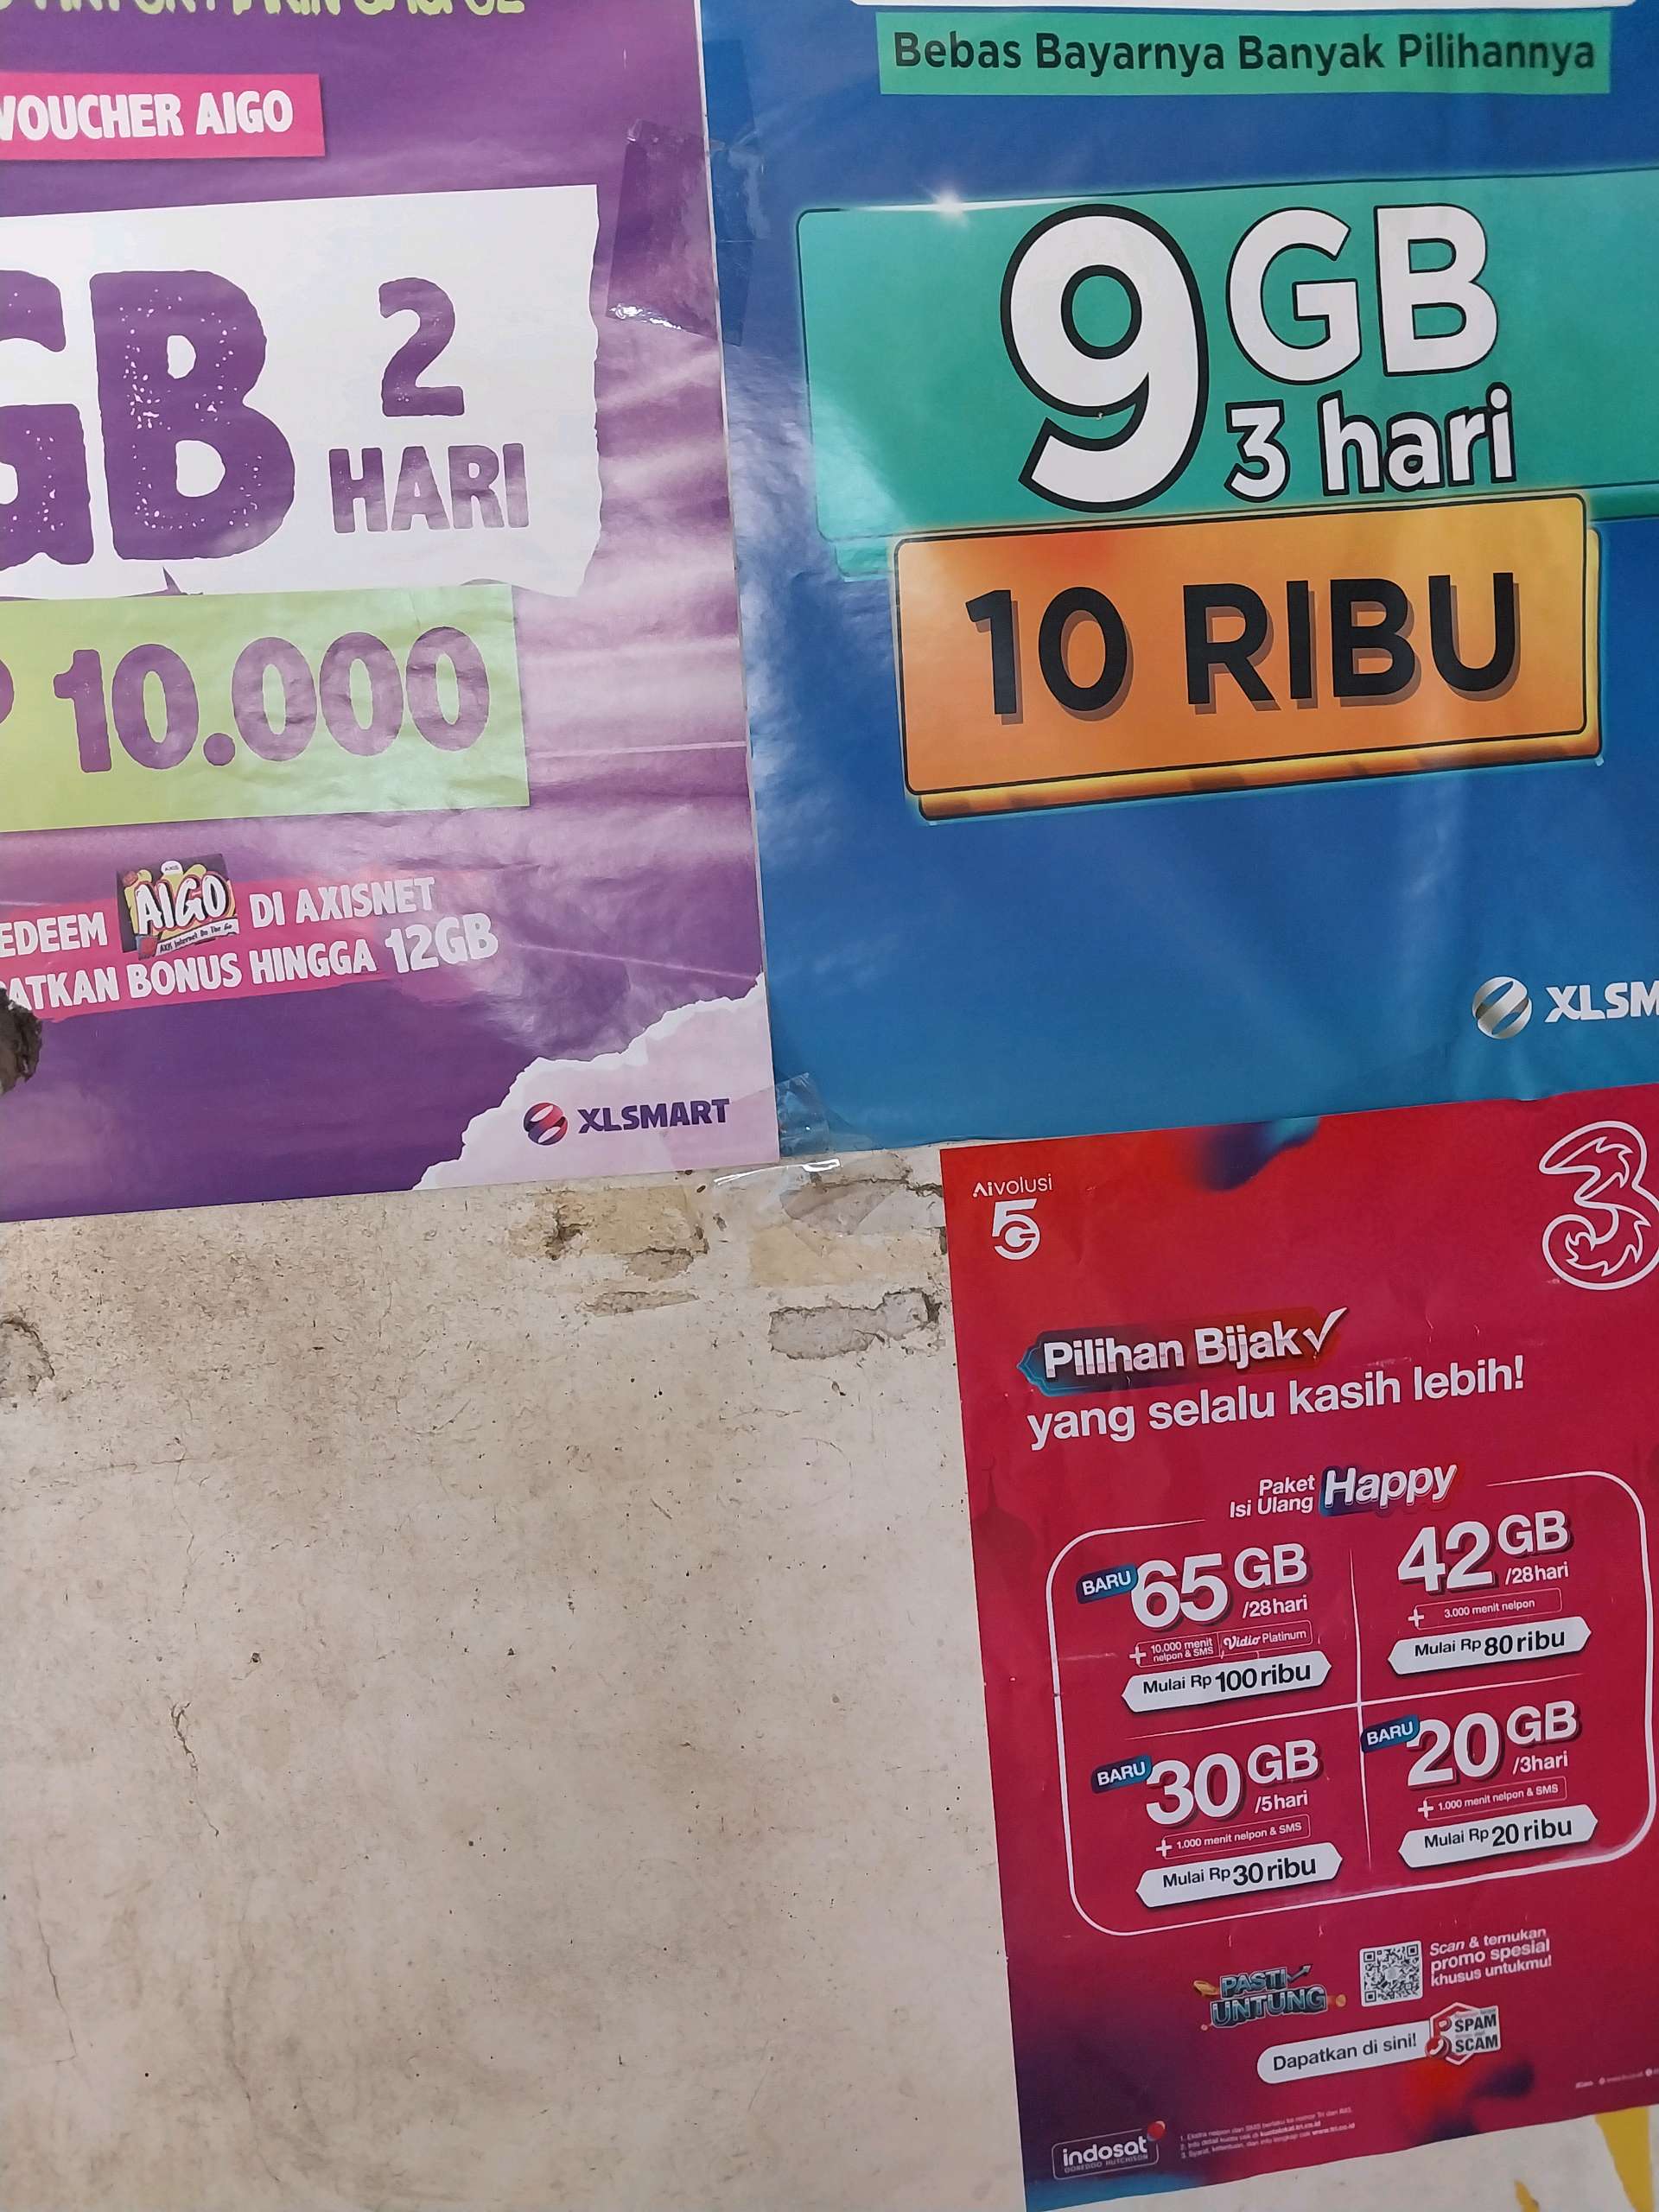 VOUCHER AIGO
GB 2
HARI
10.000
DI AXISNET
BONUS HINGGA 12GB
AIGO
XLSMART
Bebas Bayarnya Banyak Pilihannya
9 GB
3 hari
10 RIBU
Aivolusi
5G
3
Pilihan Bijak
yang selalu kasih lebih!
Paket
Isi Ulang Happy
BARU 65 GB
/28hari
+ 10.000 menit
nelpon & SMS
Vidio Platinum
Mulai Rp 100 ribu
42 GB
/28hari
+ 3.000 menit nelpon
Mulai Rp 80 ribu
BARU 30 GB
/5hari
+ 1.000 menit nelpon & SMS
Mulai Rp 30 ribu
BARU 20 GB
/3hari
+ 1.000 menit nelpon & SMS
Mulai Rp 20 ribu
PASTI
UNTUNG
Scan & temukan
promo spesial
khusus untukmu!
Dapatkan di sini!
SPAM
SCAM
indosat
OOREDOO HUTCHISON